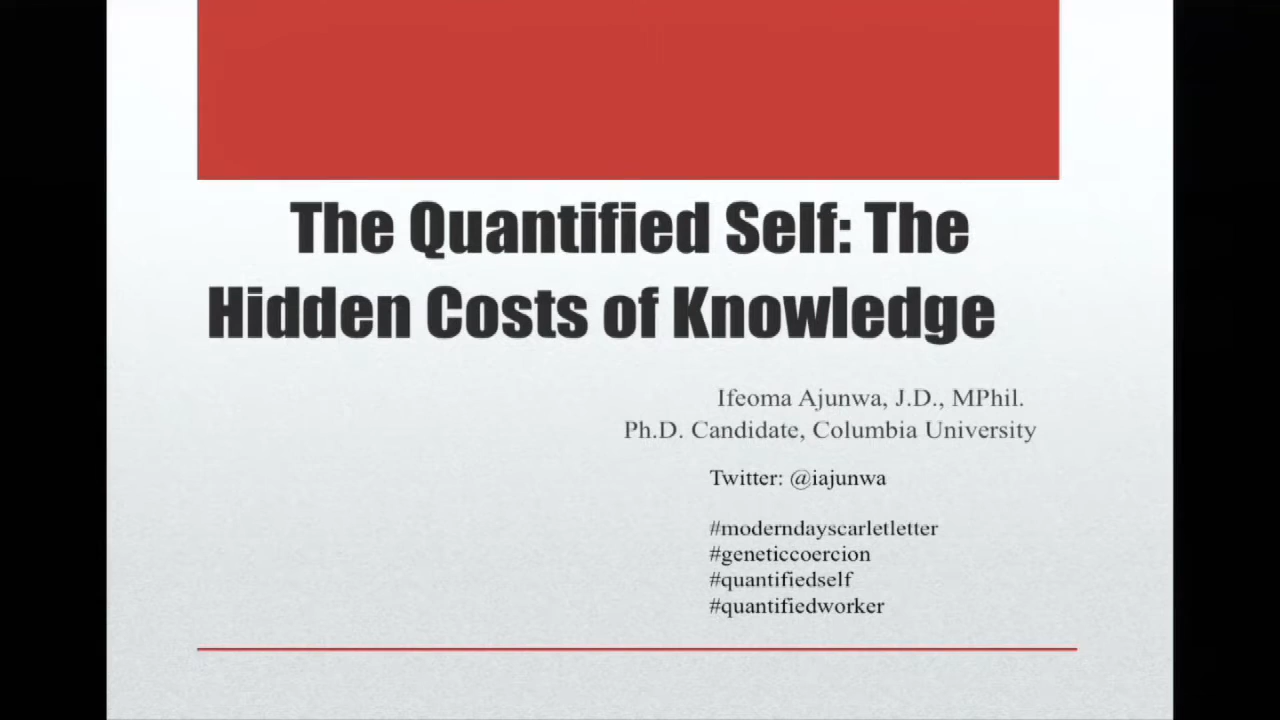 The Quantified Self: The
Hidden Costs of Knowledge
Ifeoma Ajunwa, J.D., MPhil.
Ph.D. Candidate, Columbia University
Twitter: @iajunwa
#moderndayscarletletter
#geneticcoercion
#quantifiedself
#quantifiedworker